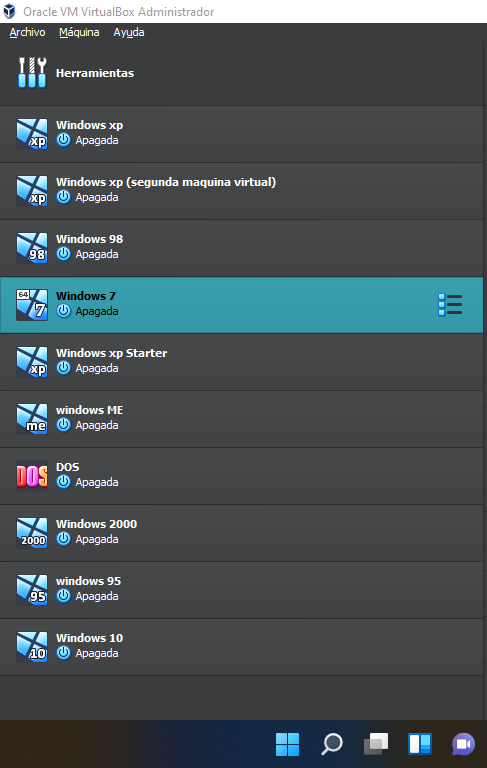 Oracle VM VirtualBox Administrador
Archivo Máquina Ayuda
Herramientas
Windows xp
xp Apagada
Windows xp (segunda maquina virtual)
xp Apagada
Windows 98
98 Apagada
64 Windows 7
7 Apagada
Windows xp Starter
xp Apagada
windows ME
me Apagada
DOS
DOS Apagada
Windows 2000
2000 Apagada
windows 95
95 Apagada
Windows 10
10 Apagada